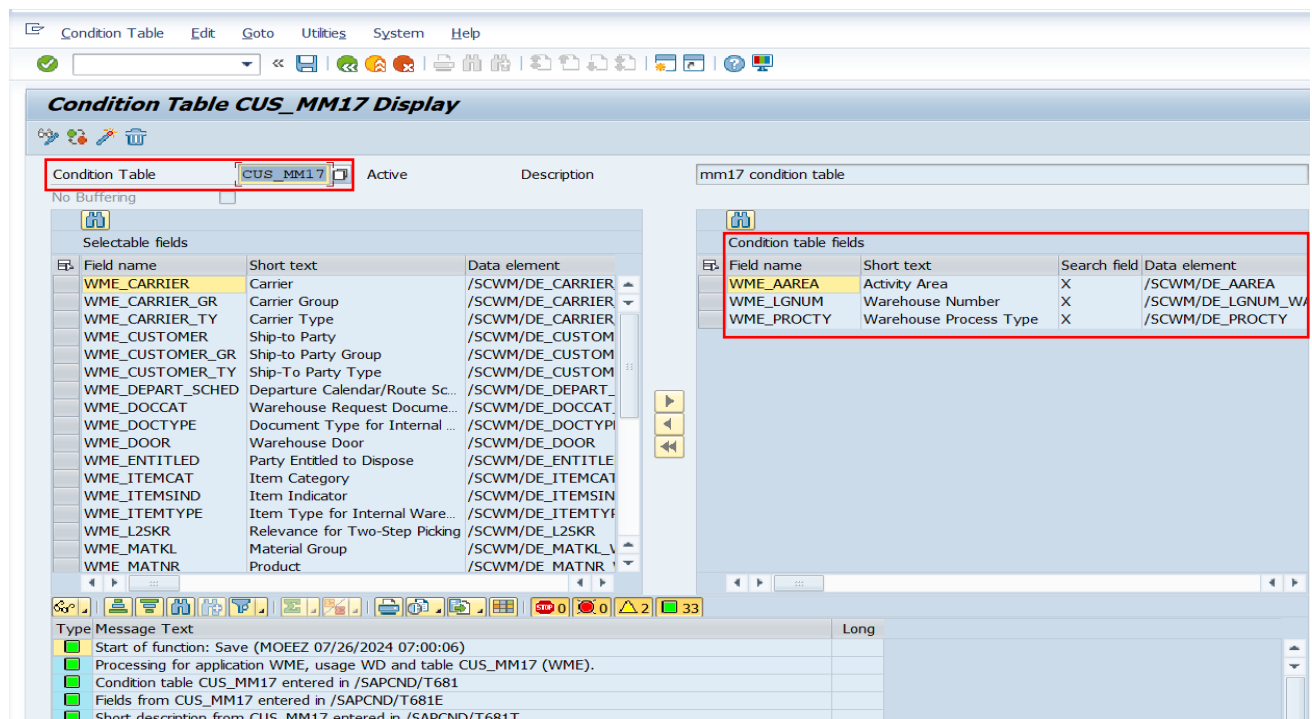 Condition Table Edit Goto Utilities System Help
Condition Table CUS_MM17 Display
Condition Table CUS_MM17 Active Description mm17 condition table
No Buffering
Selectable fields Condition table fields
Field name Short text Data element Field name Short text Search field Data element
WME_CARRIER Carrier /SCWM/DE_CARRIER WME_AAREA Activity Area X /SCWM/DE_AAREA
WME_CARRIER_GR Carrier Group /SCWM/DE_CARRIER WME_LGNUM Warehouse Number X /SCWM/DE_LGNUM_WA
WME_CARRIER_TY Carrier Type /SCWM/DE_CARRIER WME_PROCTY Warehouse Process Type X /SCWM/DE_PROCTY
WME_CUSTOMER Ship-to Party /SCWM/DE_CUSTOM
WME_CUSTOMER_GR Ship-to Party Group /SCWM/DE_CUSTOM
WME_CUSTOMER_TY Ship-To Party Type /SCWM/DE_CUSTOM
WME_DEPART_SCHED Departure Calendar/Route Sc... /SCWM/DE_DEPART_
WME_DOCCAT Warehouse Request Docume... /SCWM/DE_DOCCAT_
WME_DOCTYPE Document Type for Internal ... /SCWM/DE_DOCTYP
WME_DOOR Warehouse Door /SCWM/DE_DOOR
WME_ENTITLED Party Entitled to Dispose /SCWM/DE_ENTITLE
WME_ITEMCAT Item Category /SCWM/DE_ITEMCAT
WME_ITEMSIND Item Indicator /SCWM/DE_ITEMSIN
WME_ITEMTYPE Item Type for Internal Ware... /SCWM/DE_ITEMTY
WME_L2SKR Relevance for Two-Step Picking /SCWM/DE_L2SKR
WME_MATKL Material Group /SCWM/DE_MATKL_
WME_MATNR Product /SCWM/DE_MATNR
STOP 0 0 2 33
Type Message Text Long
Start of function: Save (MOEEZ 07/26/2024 07:00:06)
Processing for application WME, usage WD and table CUS_MM17 (WME).
Condition table CUS_MM17 entered in /SAPCND/T681
Fields from CUS_MM17 entered in /SAPCND/T681E
Short description from CUS_MM17 entered in /SAPCND/T681T